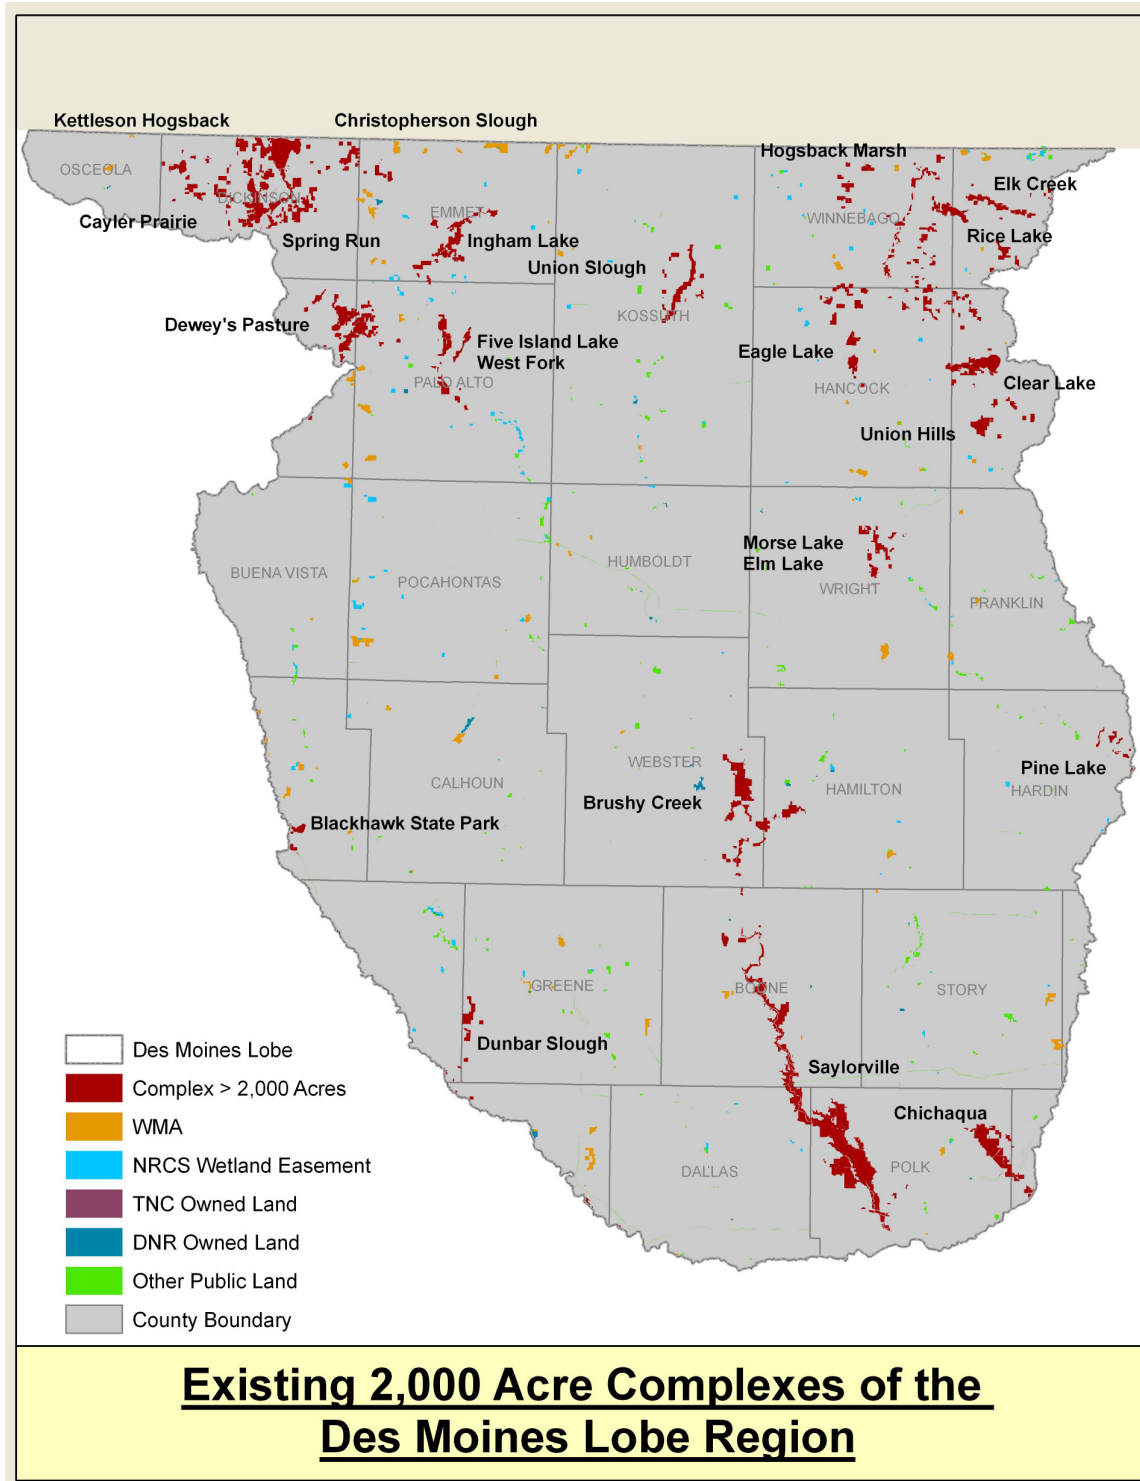 Kettleson Hogsback
Christopherson Slough
Hogsback Marsh
OSCEOLA
Elk Creek
DICKINSON
EMMET
WINNEBAGO
Cayler Prairie
Spring Run
Ingham Lake
Rice Lake
Union Slough
KOSSUTH
Dewey's Pasture
Five Island Lake
West Fork
Eagle Lake
PALO ALTO
HANCOCK
Clear Lake
Union Hills
Morse Lake
Elm Lake
HUMBOLDT
BUENA VISTA
POCAHONTAS
WRIGHT
FRANKLIN
WEBSTER
Pine Lake
CALHOUN
HAMILTON
HARDIN
Brushy Creek
Blackhawk State Park
GREENE
BOONE
STORY
Dunbar Slough
Saylorville
Chichaqua
DALLAS
POLK
Des Moines Lobe
Complex > 2,000 Acres
WMA
NRCS Wetland Easement
TNC Owned Land
DNR Owned Land
Other Public Land
County Boundary
Existing 2,000 Acre Complexes of the
Des Moines Lobe Region